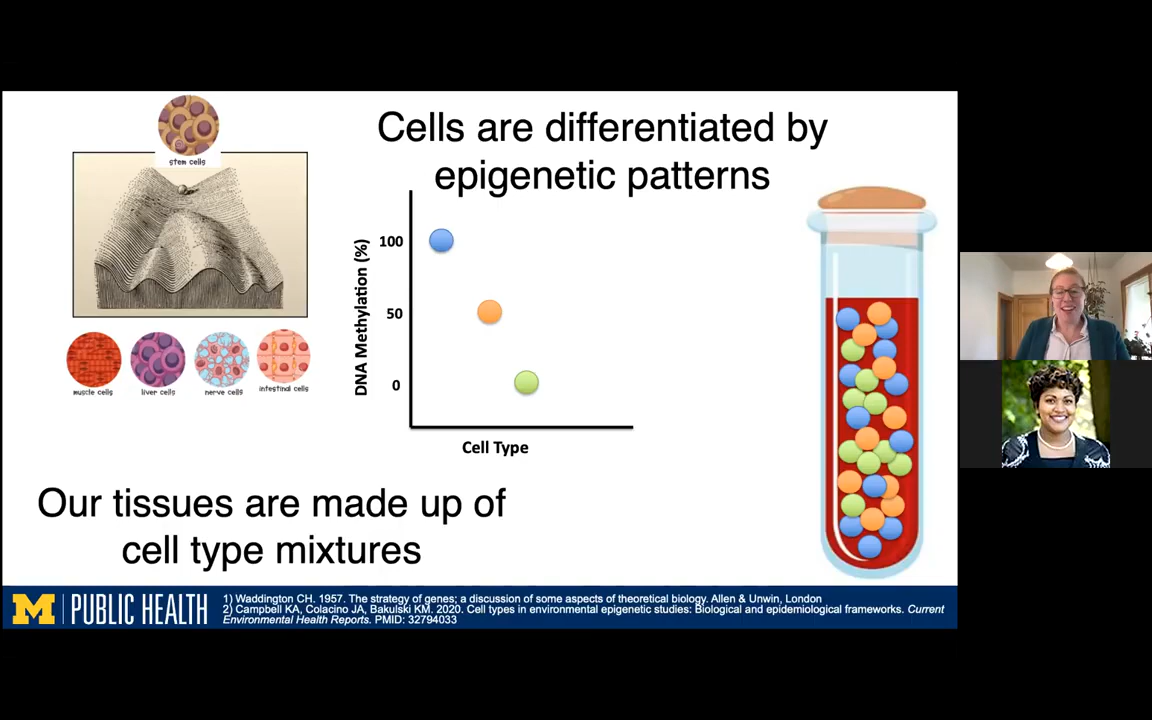 Cells are differentiated by
epigenetic patterns
stem cells
muscle cells
liver cells
nerve cells
intestinal cells
DNA Methylation (%)
100
50
0
Cell Type
Our tissues are made up of
cell type mixtures
M PUBLIC HEALTH
1) Waddington CH. 1957. The strategy of genes; a discussion of some aspects of theoretical biology. Allen & Unwin, London
2) Campbell KA, Colacino JA, Bakulski KM. 2020. Cell types in environmental epigenetic studies: Biological and epidemiological frameworks. Current
Environmental Health Reports. PMID: 32794033